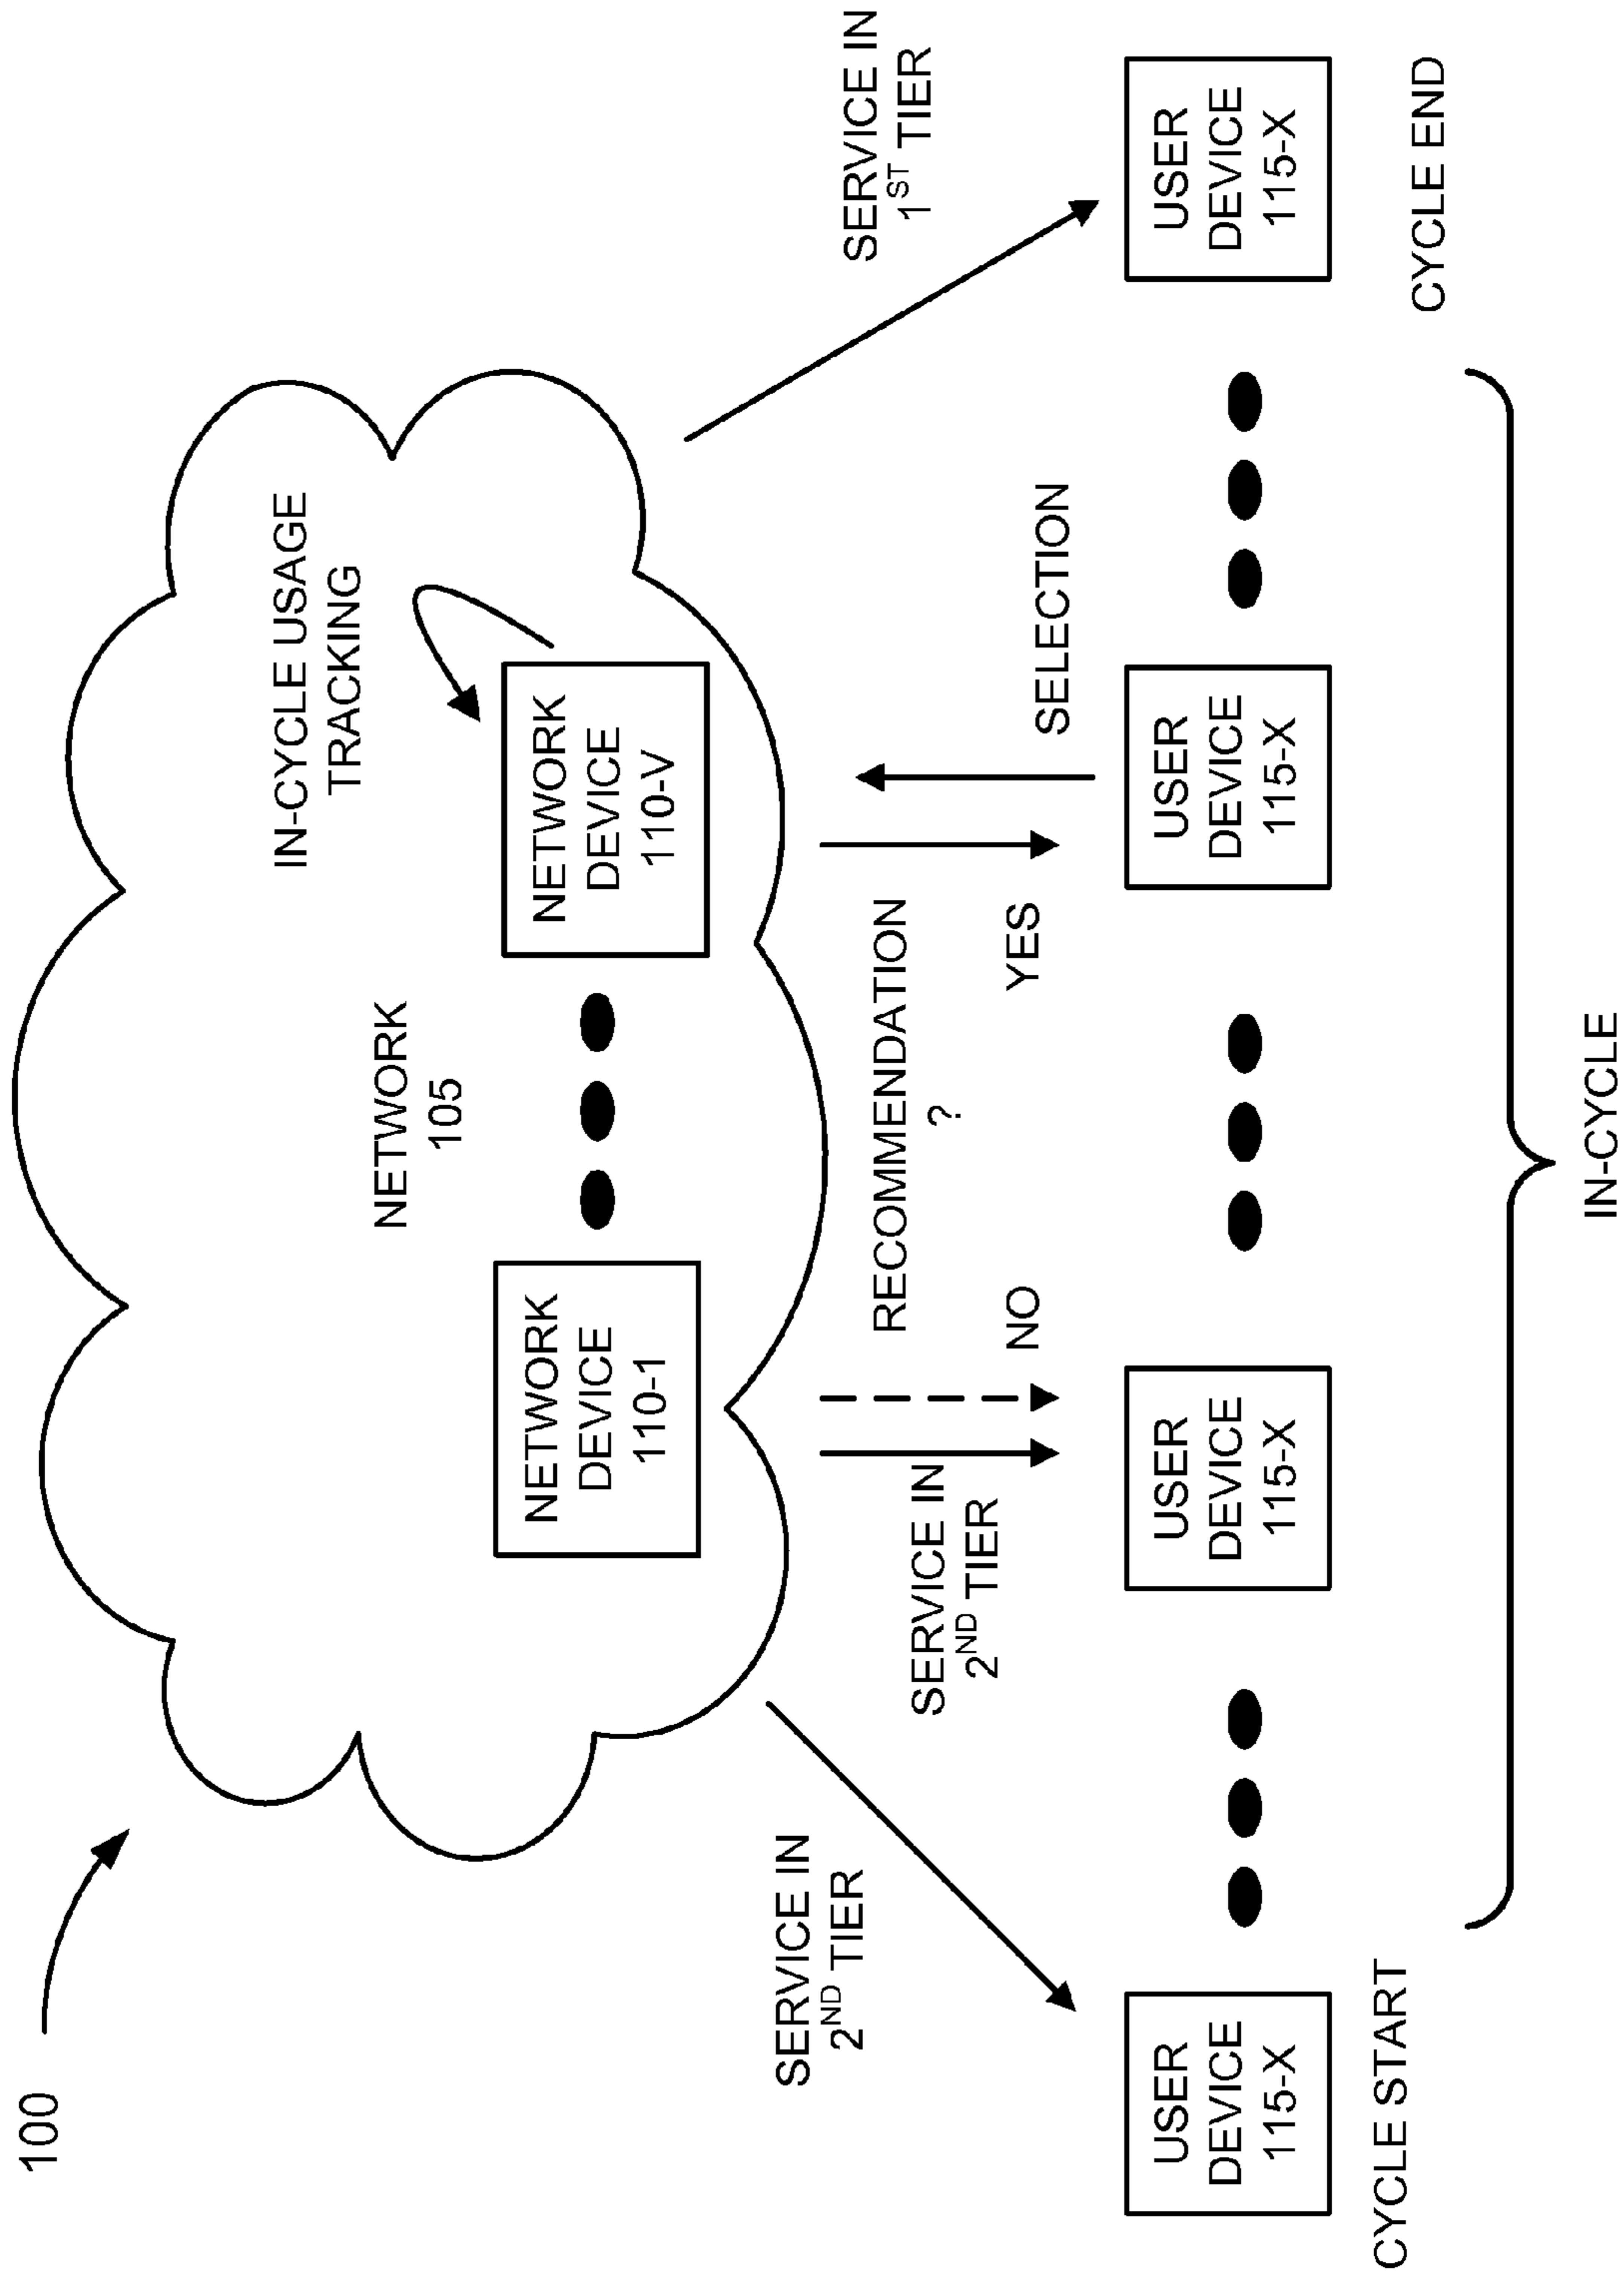 100
IN-CYCLE USAGE
TRACKING
NETWORK
105
NETWORK
DEVICE
110-1
NETWORK
DEVICE
110-V
SERVICE IN
2ND TIER
SERVICE IN
2ND TIER
RECOMMENDATION
?
NO
YES
SELECTION
SERVICE IN
1ST TIER
USER
DEVICE
115-X
USER
DEVICE
115-X
USER
DEVICE
115-X
USER
DEVICE
115-X
CYCLE START
CYCLE END
IN-CYCLE